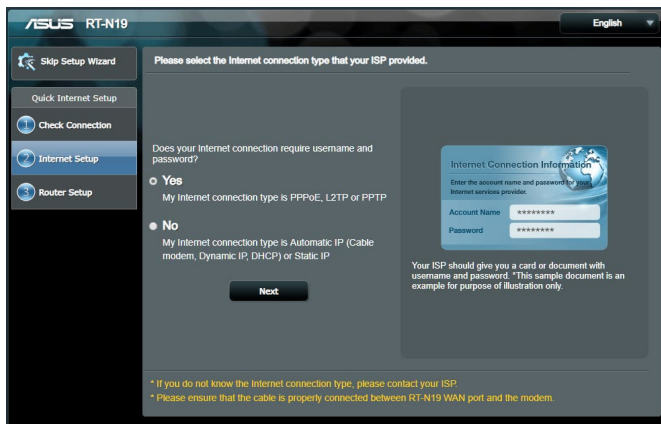 ASUS RT-N19
English
Skip Setup Wizard
Please select the Internet connection type that your ISP provided.
Quick Internet Setup
1 Check Connection
2 Internet Setup
3 Router Setup
Does your Internet connection require username and
password?
Yes
My Internet connection type is PPPoE, L2TP or PPTP
No
My Internet connection type is Automatic IP (Cable
modem, Dynamic IP, DHCP) or Static IP
Next
Internet Connection Information
Enter the account name and password for your
Internet services provider.
Account Name ********
Password ********
Your ISP should give you a card or document with
username and password. *This sample document is an
example for purpose of illustration only.
* If you do not know the Internet connection type, please contact your ISP.
* Please ensure that the cable is properly connected between RT-N19 WAN port and the modem.